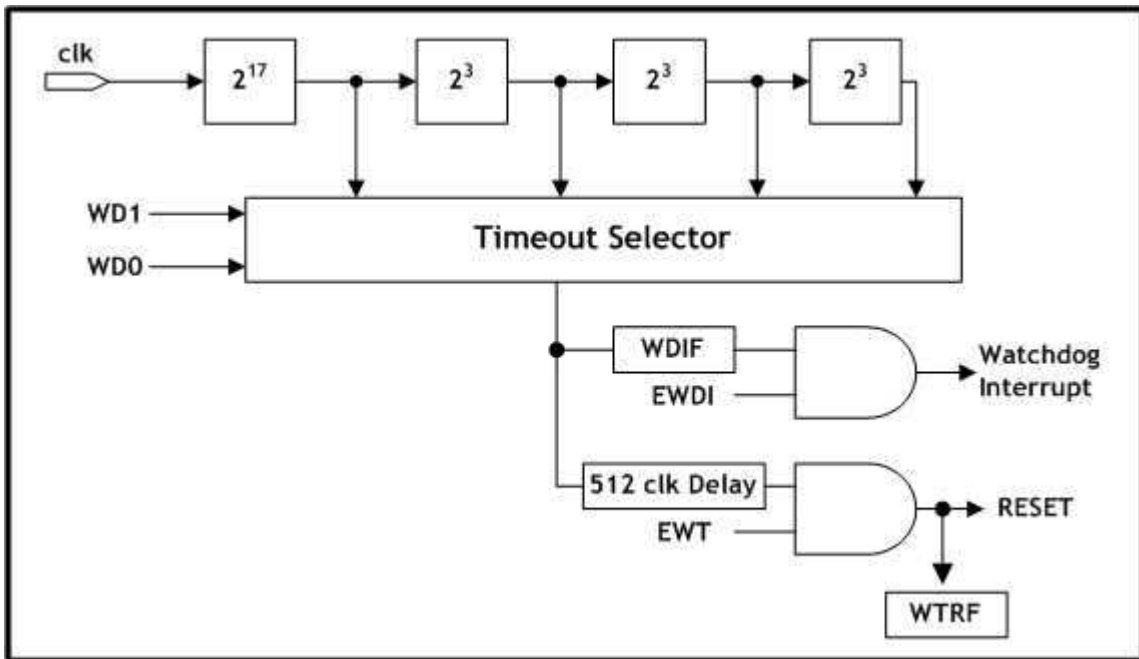 clk
2^17
2^3
2^3
2^3
WD1
WD0
Timeout Selector
WDIF
EWDI
Watchdog
Interrupt
512 clk Delay
EWT
RESET
WTRF